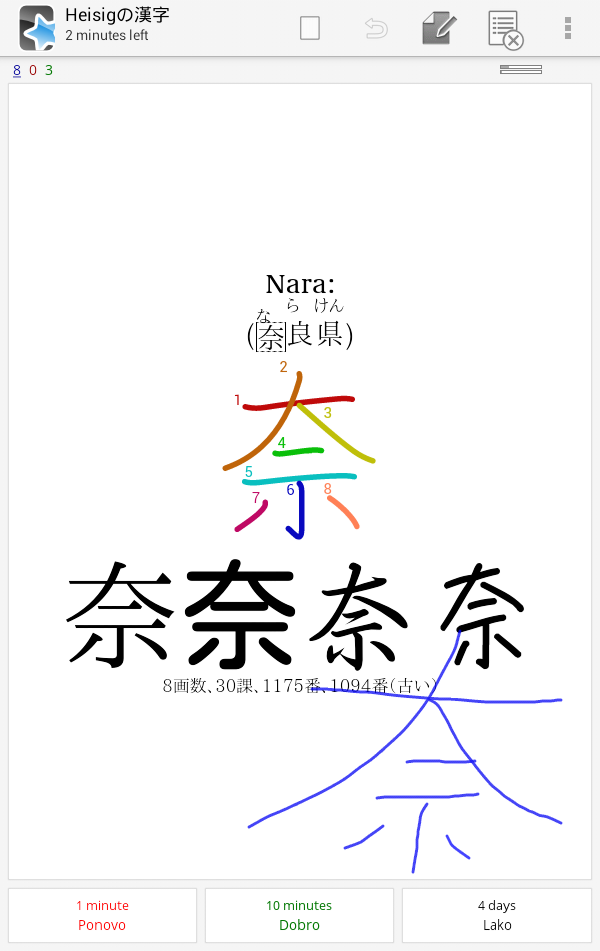 Heisigの漢字
2 minutes left
8 0 3
Nara:
な ら けん
(奈良県)
2
1
3
4
5
6
8
7
奈
奈 奈 奈 奈
8画数、30課、1175番、1094番(古い)
奈
1 minute
Ponovo
10 minutes
Dobro
4 days
Lako